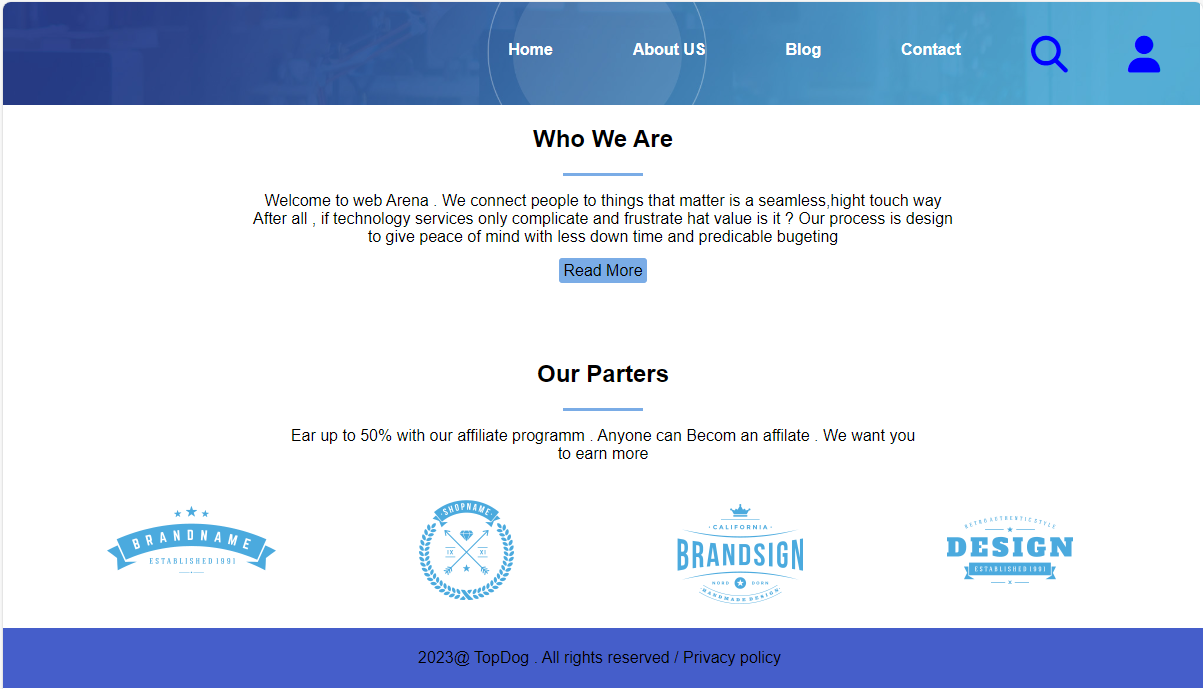 Home About US Blog Contact
Who We Are
Welcome to web Arena . We connect people to things that matter is a seamless,hight touch way
After all , if technology services only complicate and frustrate hat value is it ? Our process is design
to give peace of mind with less down time and predicable bugeting
Read More
Our Parters
Ear up to 50% with our affiliate programm . Anyone can Becom an affilate . We want you
to earn more
BRANDNAME
ESTABLISHED 1991
SHOPNAME
IX XI
·CALIFORNIA·
BRANDSIGN
HAND BORN
HANDMADE DESIGN
RETRO AUTHENTIC STYLE
DESIGN
ESTABLISHED 1991
2023@ TopDog . All rights reserved / Privacy policy